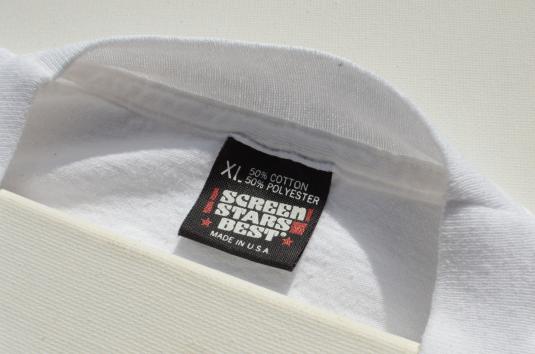 XL 50% COTTON
50% POLYESTER
SCREEN
STARS
BEST®
MADE IN U.S.A.